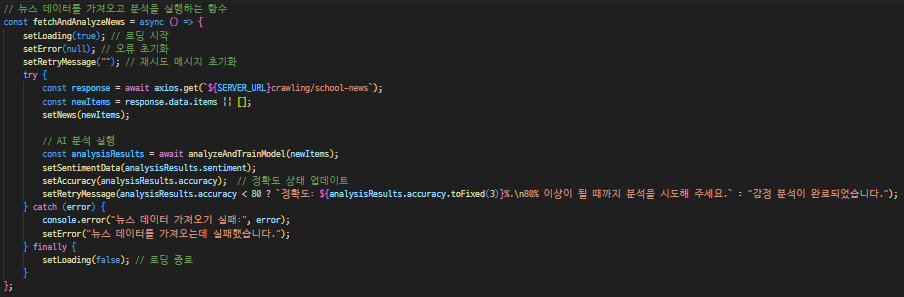 // 뉴스 데이터를 가져오고 분석을 실행하는 함수
const fetchAndAnalyzeNews = async () => {
    setLoading(true); // 로딩 시작
    setError(null); // 오류 초기화
    setRetryMessage(""); // 재시도 메시지 초기화
    try {
        const response = await axios.get(`${SERVER_URL}crawling/school-news`);
        const newItems = response.data.items || [];
        setNews(newItems);

        // AI 분석 실행
        const analysisResults = await analyzeAndTrainModel(newItems);
        setSentimentData(analysisResults.sentiment);
        setAccuracy(analysisResults.accuracy);  // 정확도 상태 업데이트
        setRetryMessage(analysisResults.accuracy < 80 ? `정확도: ${analysisResults.accuracy.toFixed(3)}%.\n80% 이상이 될 때까지 분석을 시도해 주세요.` : "감정 분석이 완료되었습니다.");
    } catch (error) {
        console.error("뉴스 데이터 가져오기 실패:", error);
        setError("뉴스 데이터를 가져오는데 실패했습니다.");
    } finally {
        setLoading(false); // 로딩 종료
    }
};